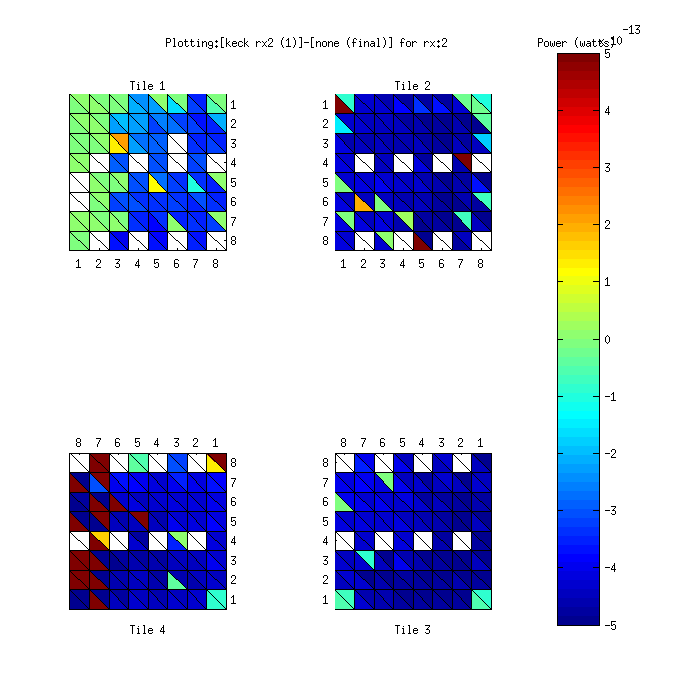 -13
Plotting:[keck rx2 (1)]-[none (final)] for rx:2
Power (watts) x 10
Tile 1
Tile 2
1 1 5
2 2
3 3 4
4 4
5 5 3
6 6
7 7 2
8 8
1 2 3 4 5 6 7 8
1 2 3 4 5 6 7 8
1
0
-1
-2
8 7 6 5 4 3 2 1
8 7 6 5 4 3 2 1
8 8
7 7 -3
6 6
5 5
4 4 -4
3 3
2 2
1 1 -5
Tile 4
Tile 3